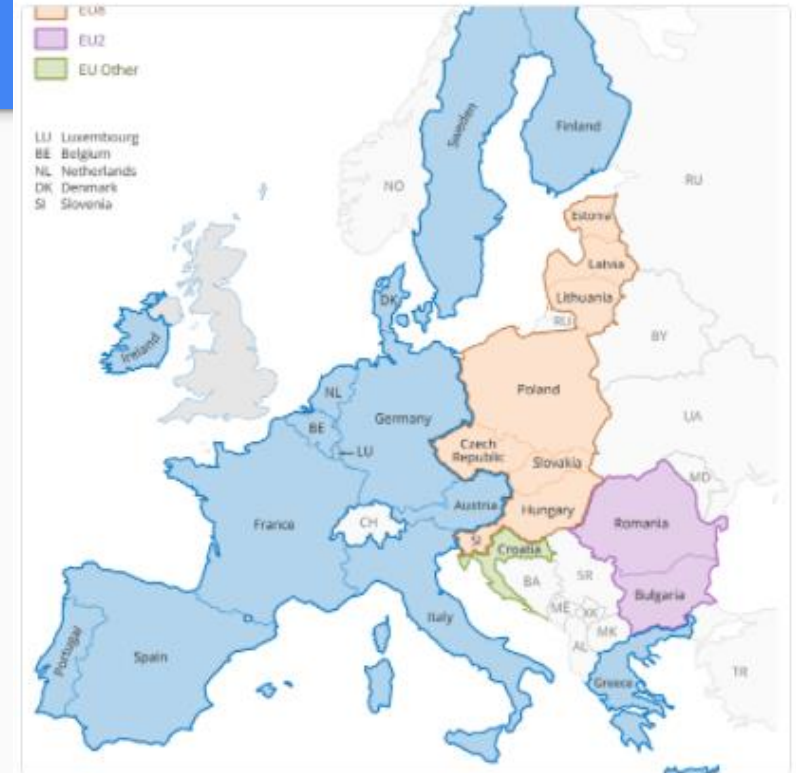 EU8
EU2
EU Other
LU Luxembourg
BE Belgium
NL Netherlands
DK Denmark
SI Slovenia
Sweden
Finland
NO
RU
Estonia
Latvia
Lithuania
RU
DK
BY
Ireland
NL
Poland
BE
Germany
UA
LU
Czech
Republic
Slovakia
MD
Austria
Hungary
France
CH
Romania
SI
Croatia
BA
SR
Bulgaria
ME
XK
Italy
MK
AL
Portugal
Spain
Greece
TR